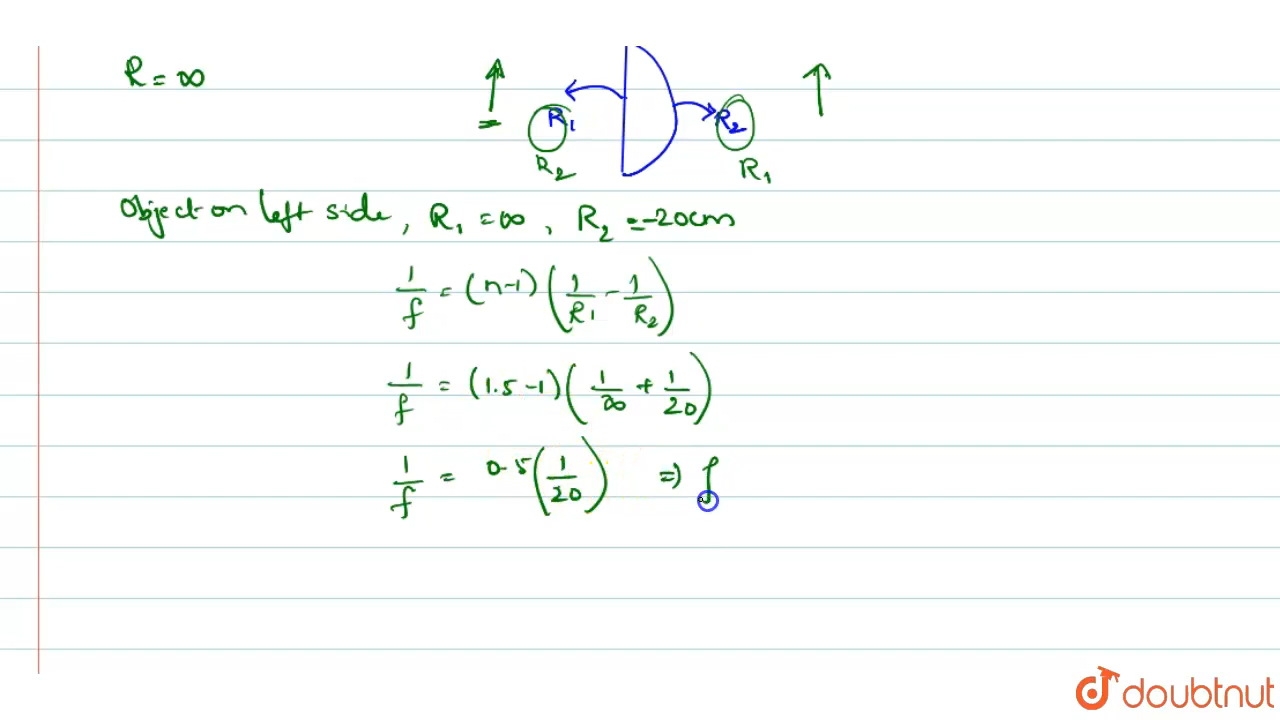 R = ∞
R₁ R₂
R₂ R₁
Object on left side, R₁ = ∞, R₂ = -20cm
1/f = (n-1)(1/R₁ - 1/R₂)
1/f = (1.5-1)(1/∞ + 1/20)
1/f = 0.5(1/20) ⇒ f
doubtnut